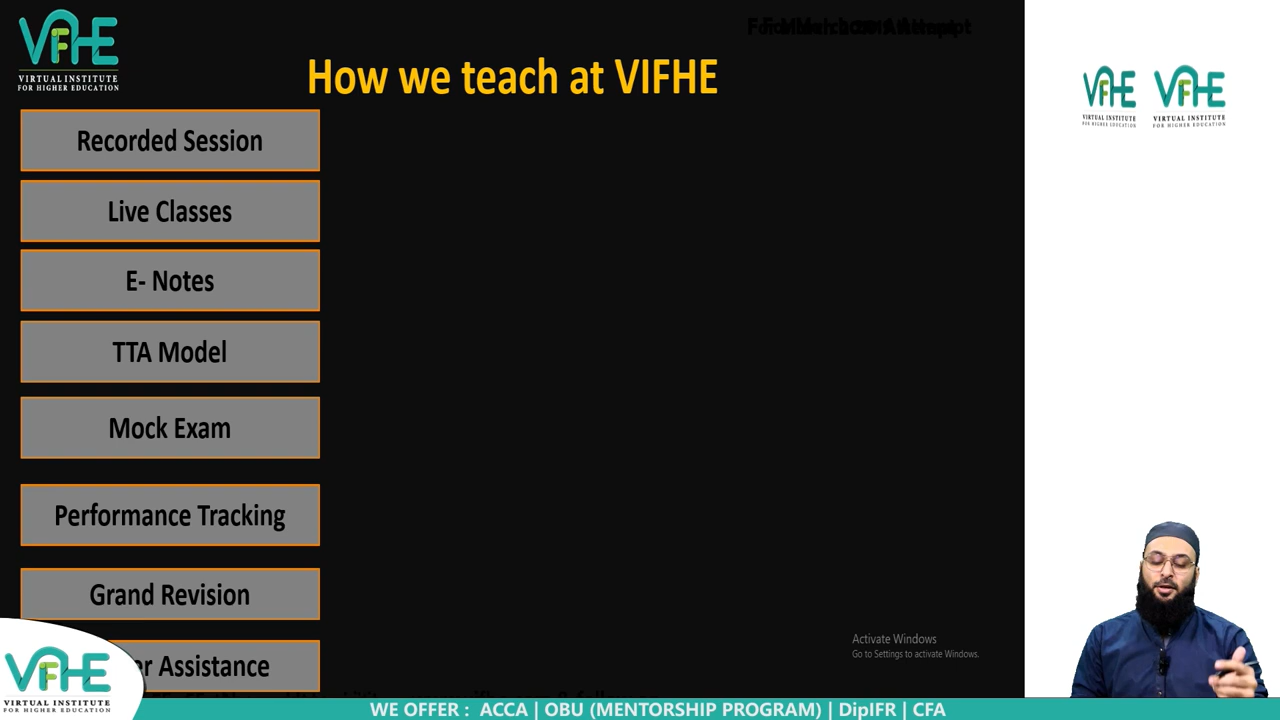 VIFHE
VIRTUAL INSTITUTE
FOR HIGHER EDUCATION
How we teach at VIFHE
VIFHE VIFHE
VIRTUAL INSTITUTE VIRTUAL INSTITUTE
FOR HIGHER EDUCATION FOR HIGHER EDUCATION
Recorded Session
Live Classes
E- Notes
TTA Model
Mock Exam
Performance Tracking
Grand Revision
Assistance
Activate Windows
Go to Settings to activate Windows.
VIFHE
VIRTUAL INSTITUTE
FOR HIGHER EDUCATION
WE OFFER : ACCA | OBU (MENTORSHIP PROGRAM) | DipIFR | CFA